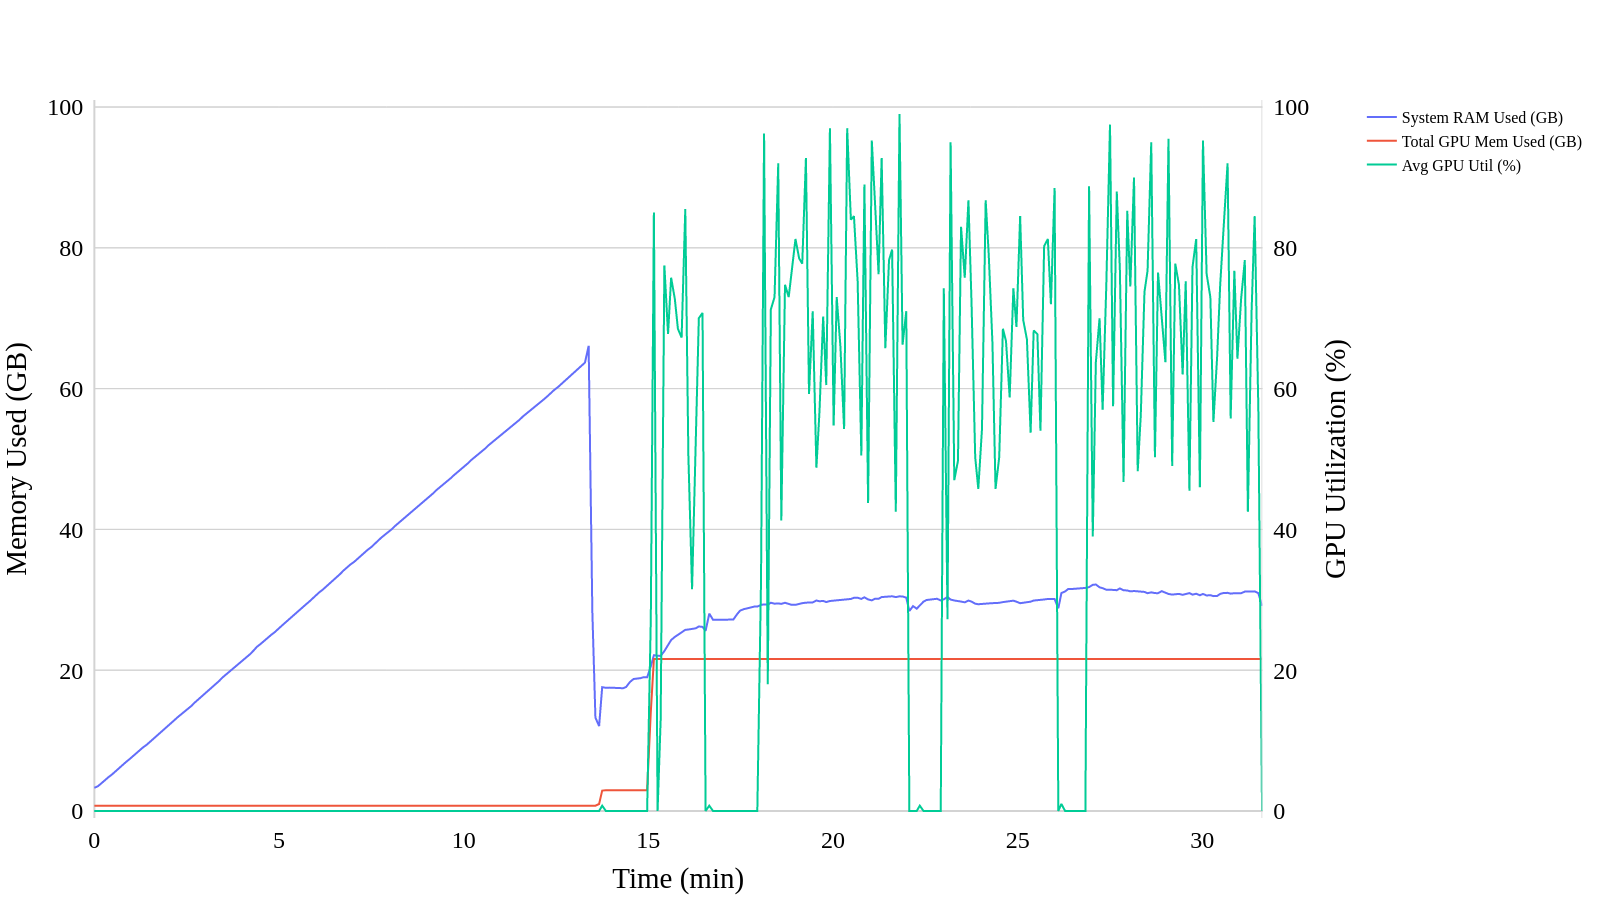 100
80
60
40
20
0
Memory Used (GB)
0 5 10 15 20 25 30
Time (min)
100
80
60
40
20
0
GPU Utilization (%)
System RAM Used (GB)
Total GPU Mem Used (GB)
Avg GPU Util (%)